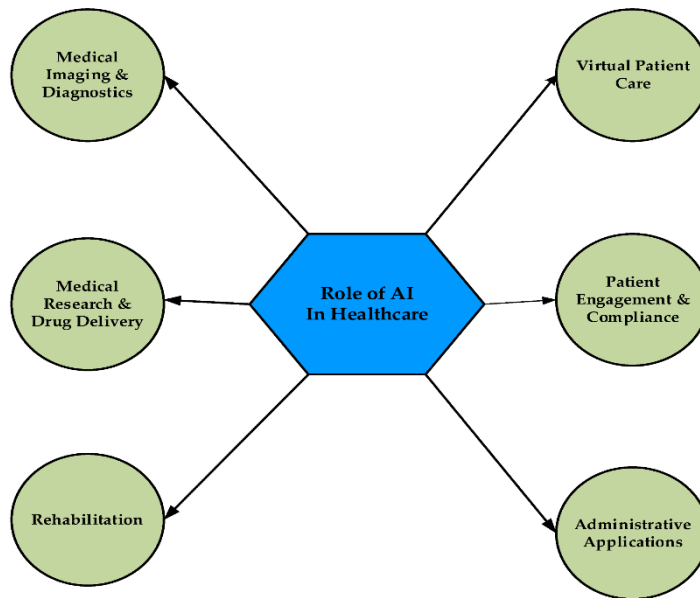 Medical
Imaging &
Diagnostics
Virtual Patient
Care
Medical
Research &
Drug Delivery
Role of AI
In Healthcare
Patient
Engagement &
Compliance
Rehabilitation
Administrative
Applications